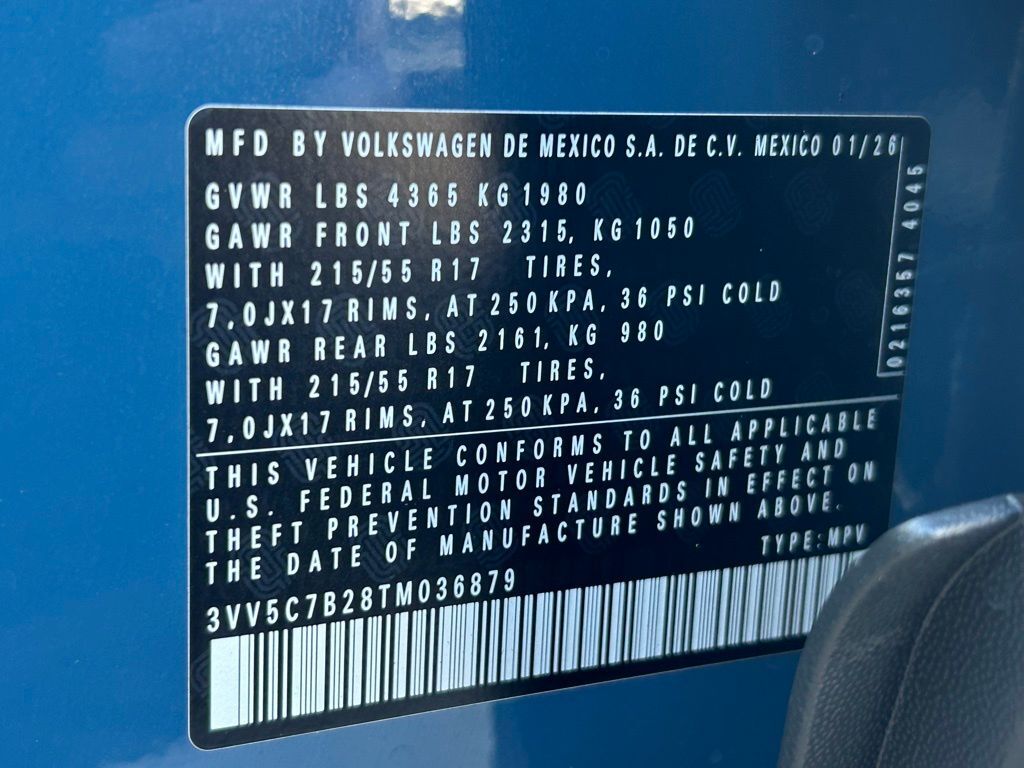 MFD BY VOLKSWAGEN DE MEXICO S.A. DE C.V. MEXICO 01/26
GVWR LBS 4365 KG 1980
GAWR FRONT LBS 2315, KG 1050
WITH 215/55 R17 TIRES,
7,0JX17 RIMS, AT 250 KPA, 36 PSI COLD
GAWR REAR LBS 2161, KG 980
WITH 215/55 R17 TIRES,
7,0JX17 RIMS, AT 250 KPA, 36 PSI COLD
0216357 4045
THIS VEHICLE CONFORMS TO ALL APPLICABLE
U.S. FEDERAL MOTOR VEHICLE SAFETY AND
THEFT PREVENTION STANDARDS IN EFFECT ON
THE DATE OF MANUFACTURE SHOWN ABOVE.
TYPE: MPV
3VV5C7B28TM036879